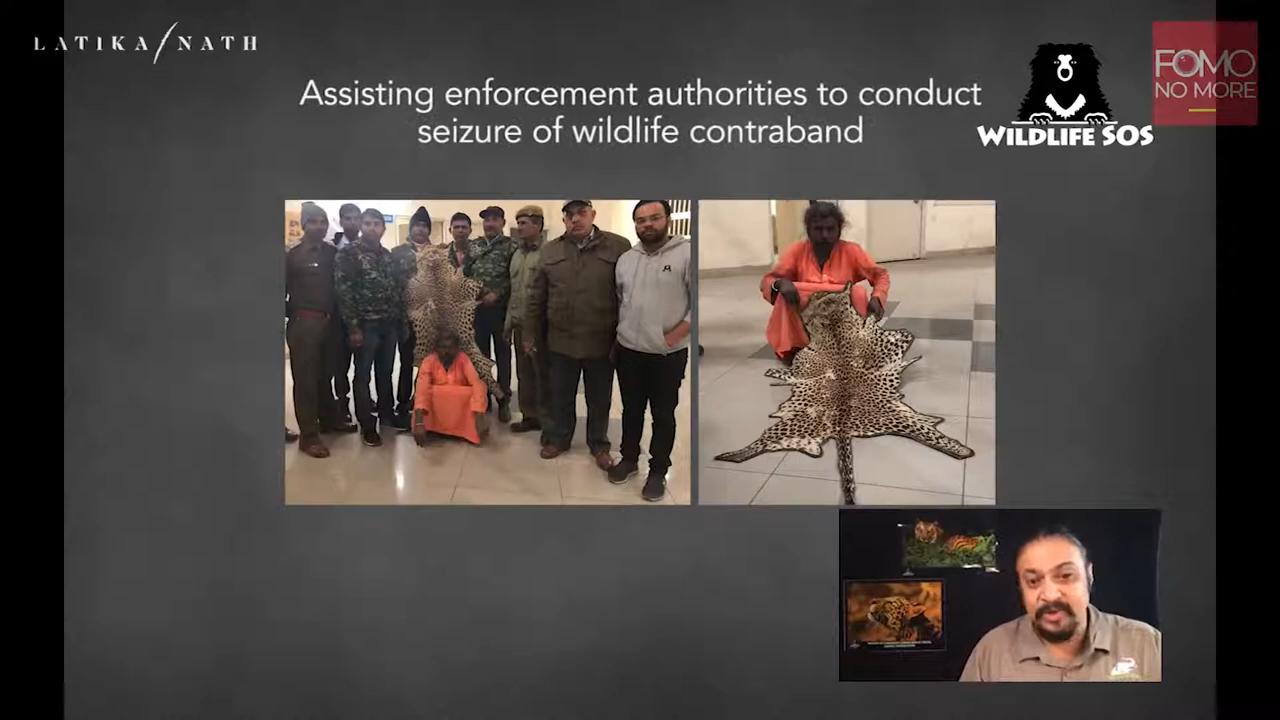 LATIKA/NATH
FOMO
NO MORE
Assisting enforcement authorities to conduct
seizure of wildlife contraband
WILDLIFE SOS